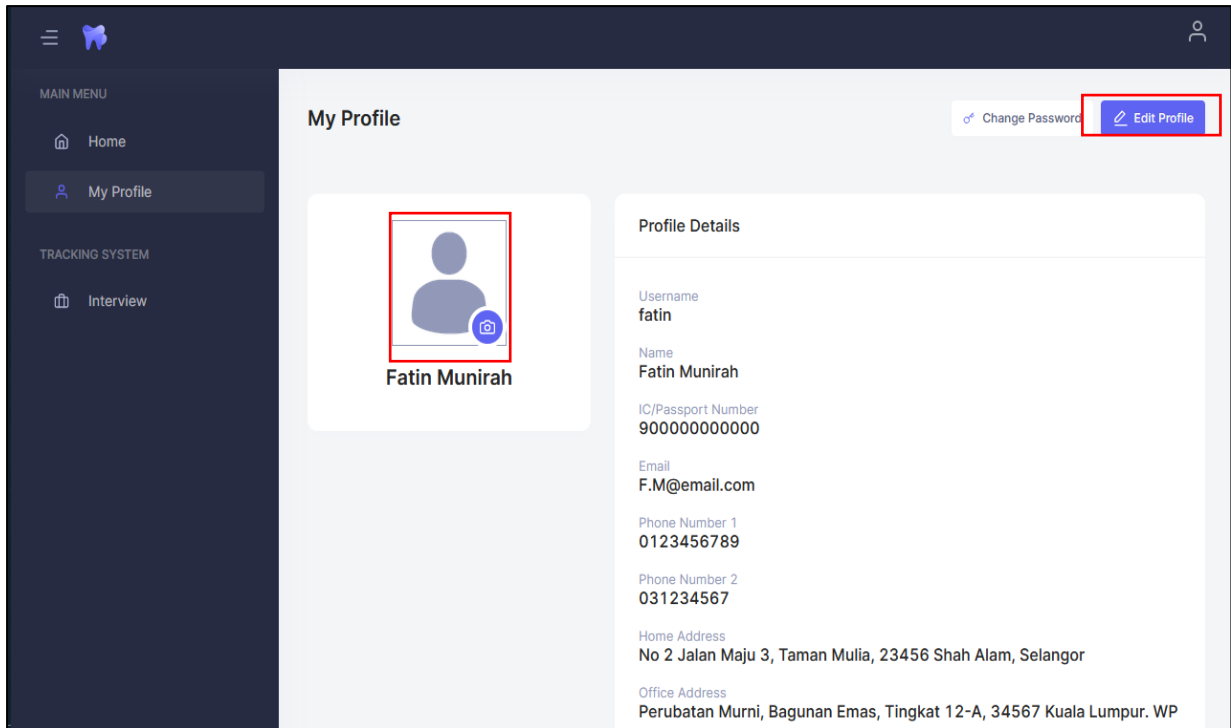 MAIN MENU
Home
My Profile
TRACKING SYSTEM
Interview
My Profile
Change Password
Edit Profile
Fatin Munirah
Profile Details
Username
fatin
Name
Fatin Munirah
IC/Passport Number
900000000000
Email
F.M@email.com
Phone Number 1
0123456789
Phone Number 2
031234567
Home Address
No 2 Jalan Maju 3, Taman Mulia, 23456 Shah Alam, Selangor
Office Address
Perubatan Murni, Bagunan Emas, Tingkat 12-A, 34567 Kuala Lumpur. WP